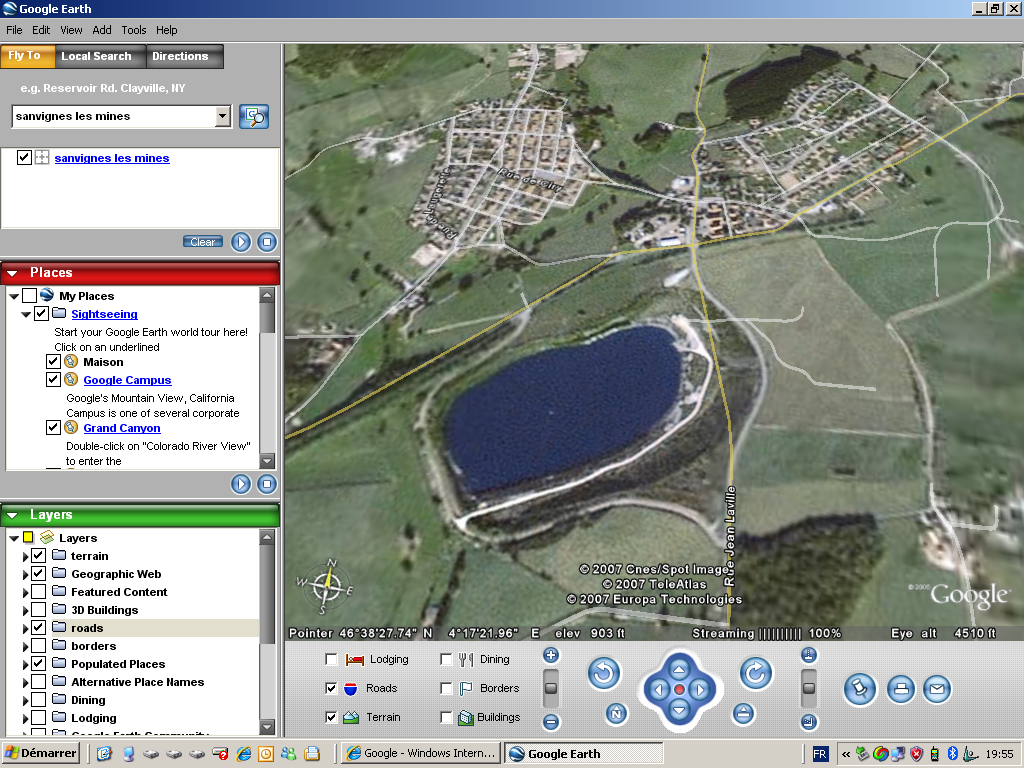 Google Earth
File Edit View Add Tools Help
Fly To Local Search Directions
e.g. Reservoir Rd. Clayville, NY
sanvignes les mines
sanvignes les mines
Clear
Places
My Places
Sightseeing
Start your Google Earth world tour here!
Click on an underlined
Maison
Google Campus
Google's Mountain View, California
Campus is one of several corporate
Grand Canyon
Double-click on "Colorado River View"
to enter the
Layers
Layers
terrain
Geographic Web
Featured Content
3D Buildings
roads
borders
Populated Places
Alternative Place Names
Dining
Lodging
Google Earth Community
Rue de Ciry
Rue Jean Laville
N
W E
S
© 2007 Cnes/Spot Image
© 2007 TeleAtlas
© 2007 Europa Technologies
©2005 Google
Pointer 46°38'27.74" N 4°17'21.96" E elev 903 ft Streaming |||||||||| 100% Eye alt 4510 ft
Lodging Dining
Roads Borders
Terrain Buildings
N
Démarrer Google - Windows Intern... Google Earth FR « 19:55